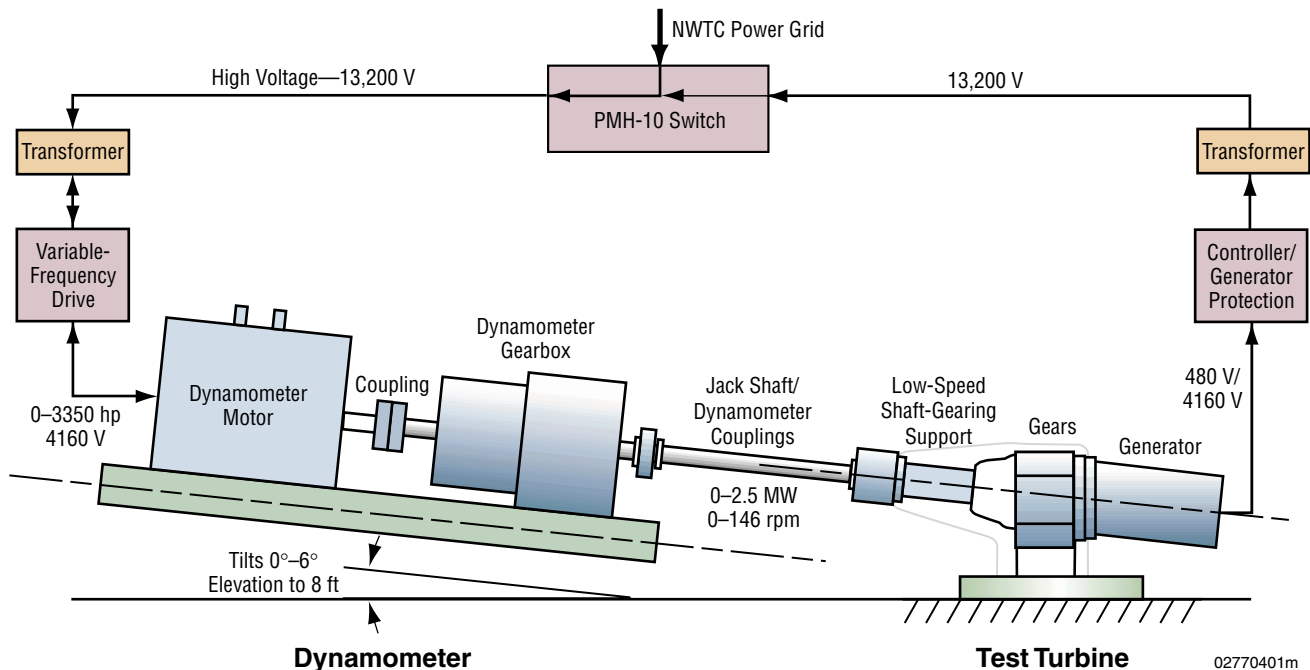 NWTC Power Grid
High Voltage—13,200 V
13,200 V
PMH-10 Switch
Transformer
Transformer
Variable-
Frequency
Drive
Controller/
Generator
Protection
Dynamometer
Gearbox
Coupling
Dynamometer
Motor
Jack Shaft/
Dynamometer
Couplings
Low-Speed
Shaft-Gearing
Support
Gears
Generator
480 V/
4160 V
0–3350 hp
4160 V
0–2.5 MW
0–146 rpm
Tilts 0°–6°
Elevation to 8 ft
Dynamometer
Test Turbine
02770401m